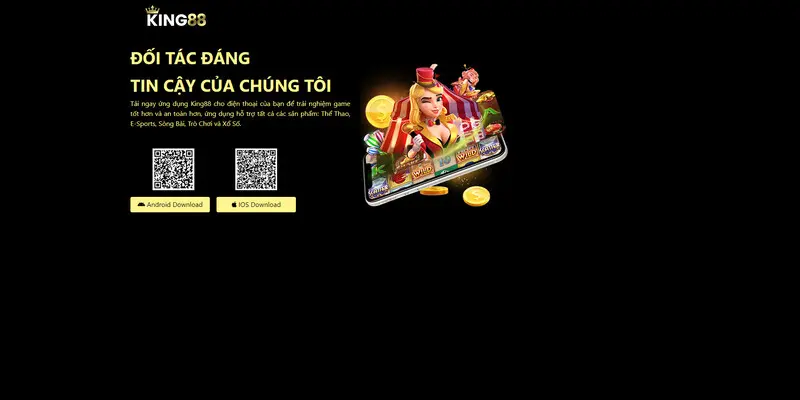 KING88
ĐỐI TÁC ĐÁNG
TIN CẬY CỦA CHÚNG TÔI
Tải ngay ứng dụng King88 cho điện thoại của bạn để trải nghiệm game
tốt hơn và an toàn hơn, ứng dụng hỗ trợ tất cả các sản phẩm: Thể Thao,
E-Sports, Sòng Bài, Trò Chơi và Xổ Số.
Android Download
IOS Download
WILD
WILD